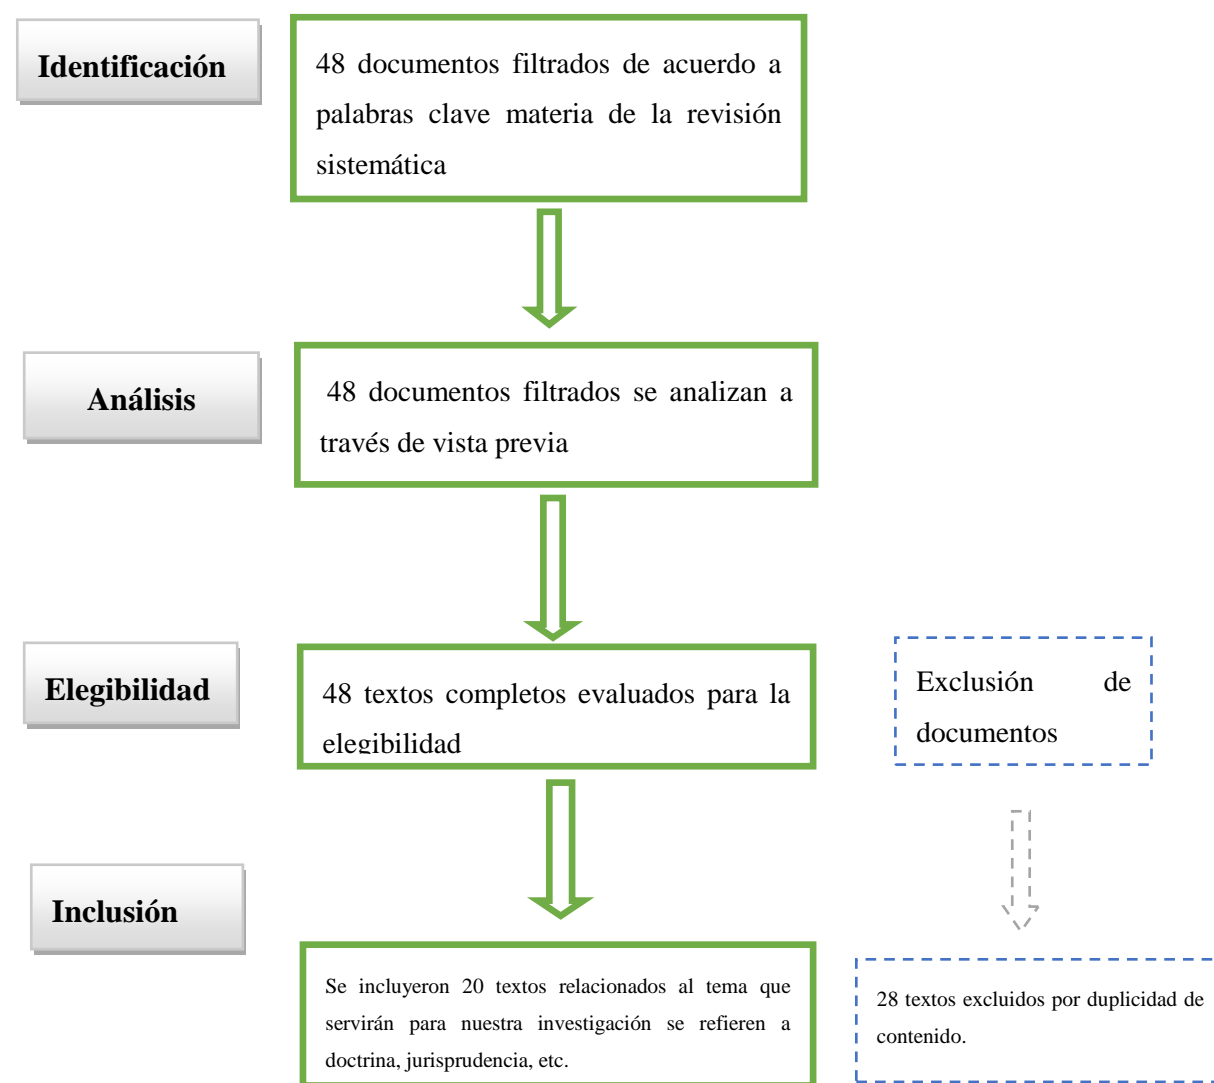 Identificación
48 documentos filtrados de acuerdo a
palabras clave materia de la revisión
sistemática
Análisis
48 documentos filtrados se analizan a
través de vista previa
Elegibilidad
48 textos completos evaluados para la
elegibilidad
Exclusión de
documentos
Inclusión
Se incluyeron 20 textos relacionados al tema que
servirán para nuestra investigación se refieren a
doctrina, jurisprudencia, etc.
28 textos excluidos por duplicidad de
contenido.